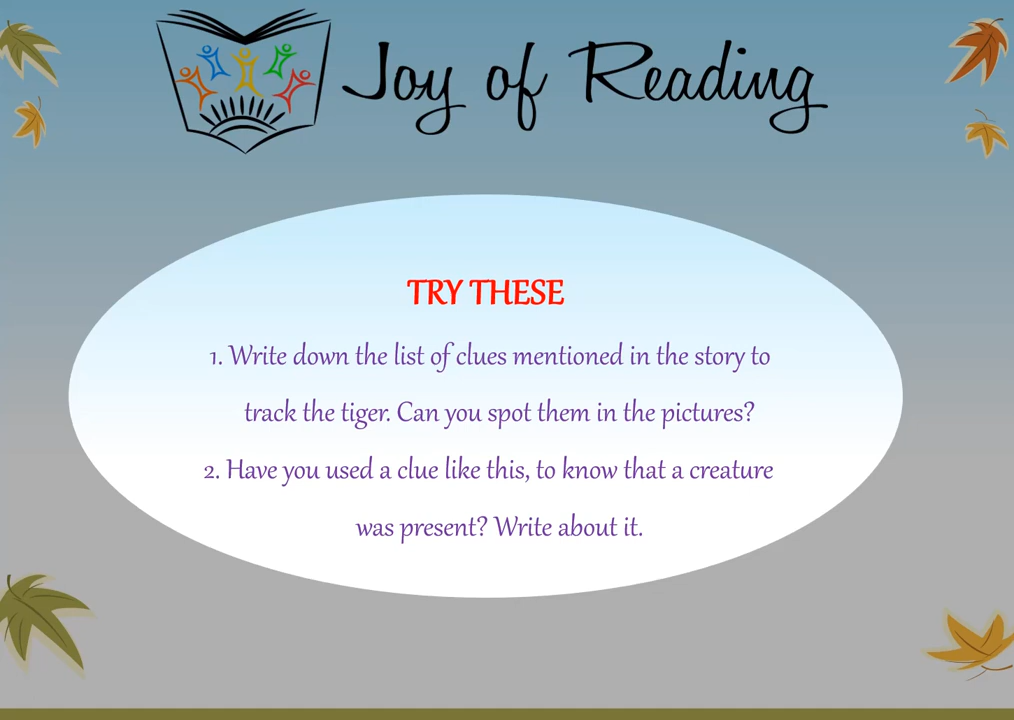 Joy of Reading
TRY THESE
1. Write down the list of clues mentioned in the story to
track the tiger. Can you spot them in the pictures?
2. Have you used a clue like this, to know that a creature
was present? Write about it.